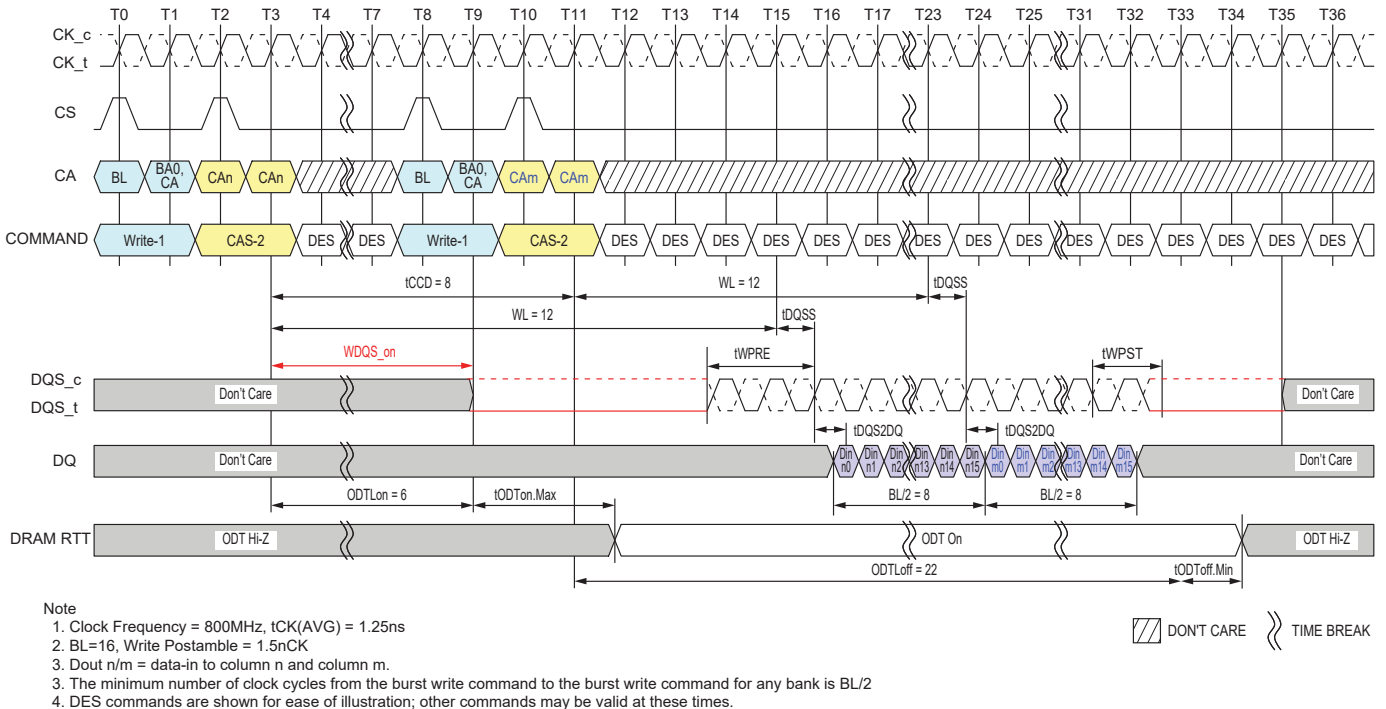 T0 T1 T2 T3 T4 T7 T8 T9 T10 T11 T12 T13 T14 T15 T16 T17 T23 T24 T25 T31 T32 T33 T34 T35 T36
CK_c
CK_t
CS
CA BL BA0, CA CAn CAn BL BA0, CA CAm CAm
COMMAND Write-1 CAS-2 DES DES Write-1 CAS-2 DES DES DES DES DES DES DES DES DES DES DES DES DES DES DES
tCCD = 8 WL = 12 tDQSS
WL = 12 tDQSS
WDQS_on tWPRE tWPST
DQS_c
DQS_t
Don't Care Don't Care
tDQS2DQ tDQS2DQ
DQ Don't Care Din n0 Din n1 Din n2 Din n13 Din n14 Din n15 Din m0 Din m1 Din m2 Din m13 Din m14 Din m15 Don't Care
ODTLon = 6 tODTon.Max BL/2 = 8 BL/2 = 8
DRAM RTT ODT Hi-Z ODT On ODT Hi-Z
ODTLoff = 22 tODToff.Min
Note
1. Clock Frequency = 800MHz, tCK(AVG) = 1.25ns
2. BL=16, Write Postamble = 1.5nCK
3. Dout n/m = data-in to column n and column m.
3. The minimum number of clock cycles from the burst write command to the burst write command for any bank is BL/2
4. DES commands are shown for ease of illustration; other commands may be valid at these times.
DON'T CARE TIME BREAK